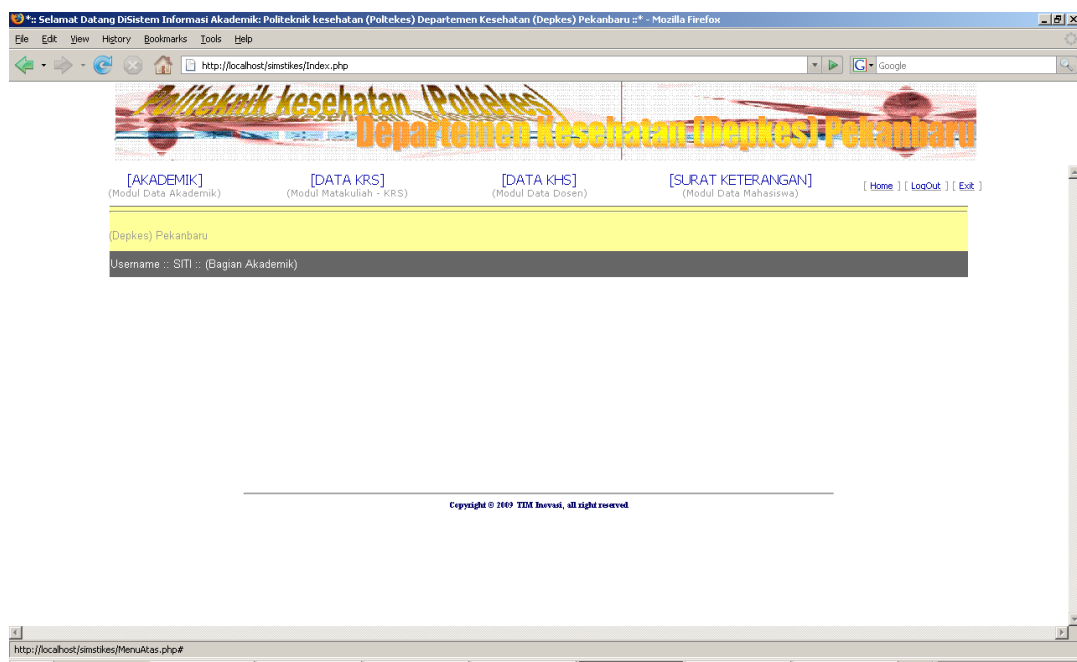 *:: Selamat Datang DiSistem Informasi Akademik: Politeknik kesehatan (Poltekes) Departemen Kesehatan (Depkes) Pekanbaru ::* - Mozilla Firefox
File Edit View History Bookmarks Tools Help
http://localhost/simstikes/Index.php
G Google
Politeknik kesehatan (Poltekes)
Departemen Kesehatan (Depkes) Pekanbaru
[AKADEMIK] [DATA KRS] [DATA KHS] [SURAT KETERANGAN] [ Home ] [ LogOut ] [ Exit ]
(Modul Data Akademik) (Modul Matakuliah - KRS) (Modul Data Dosen) (Modul Data Mahasiswa)
(Depkes) Pekanbaru
Username :: SITI :: (Bagian Akademik)
Copyright © 2009 TIM Inovasi, all right reserved
http://localhost/simstikes/MenuAtas.php#